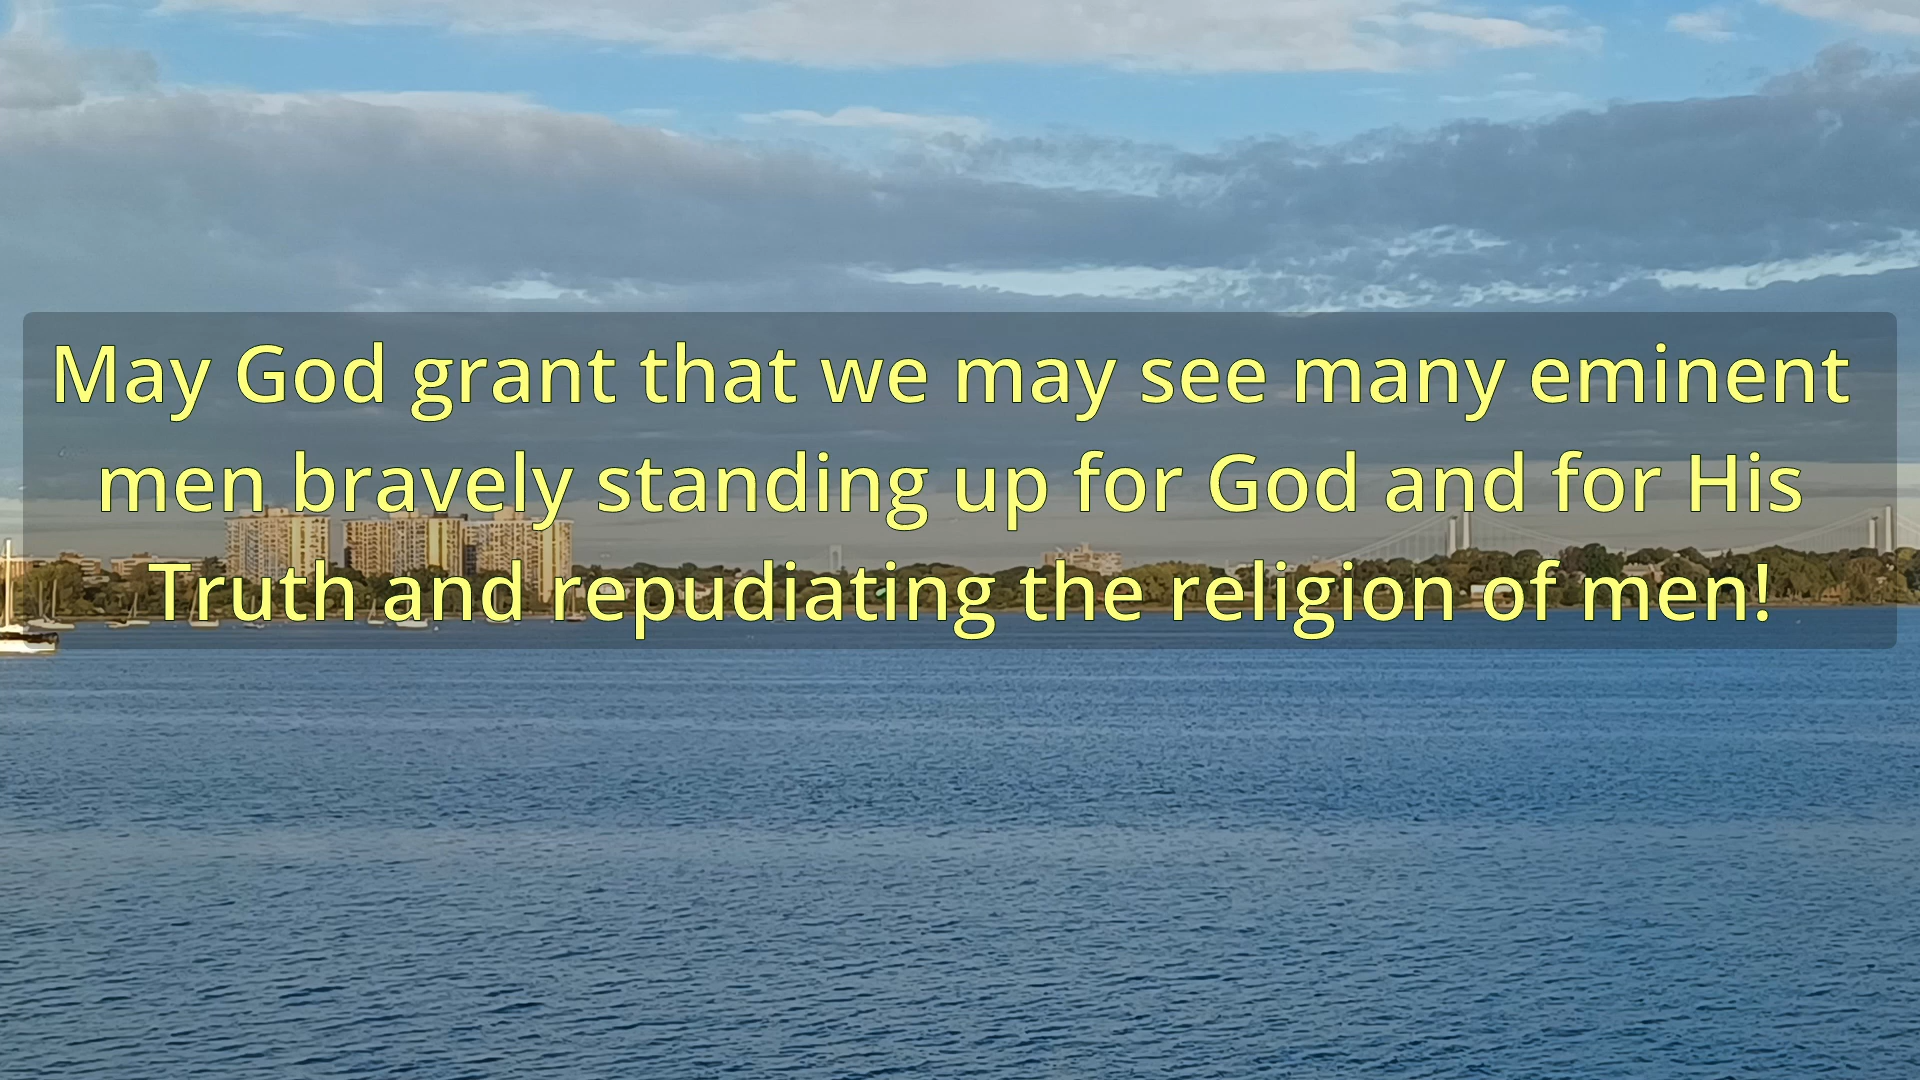 May God grant that we may see many eminent
men bravely standing up for God and for His
Truth and repudiating the religion of men!